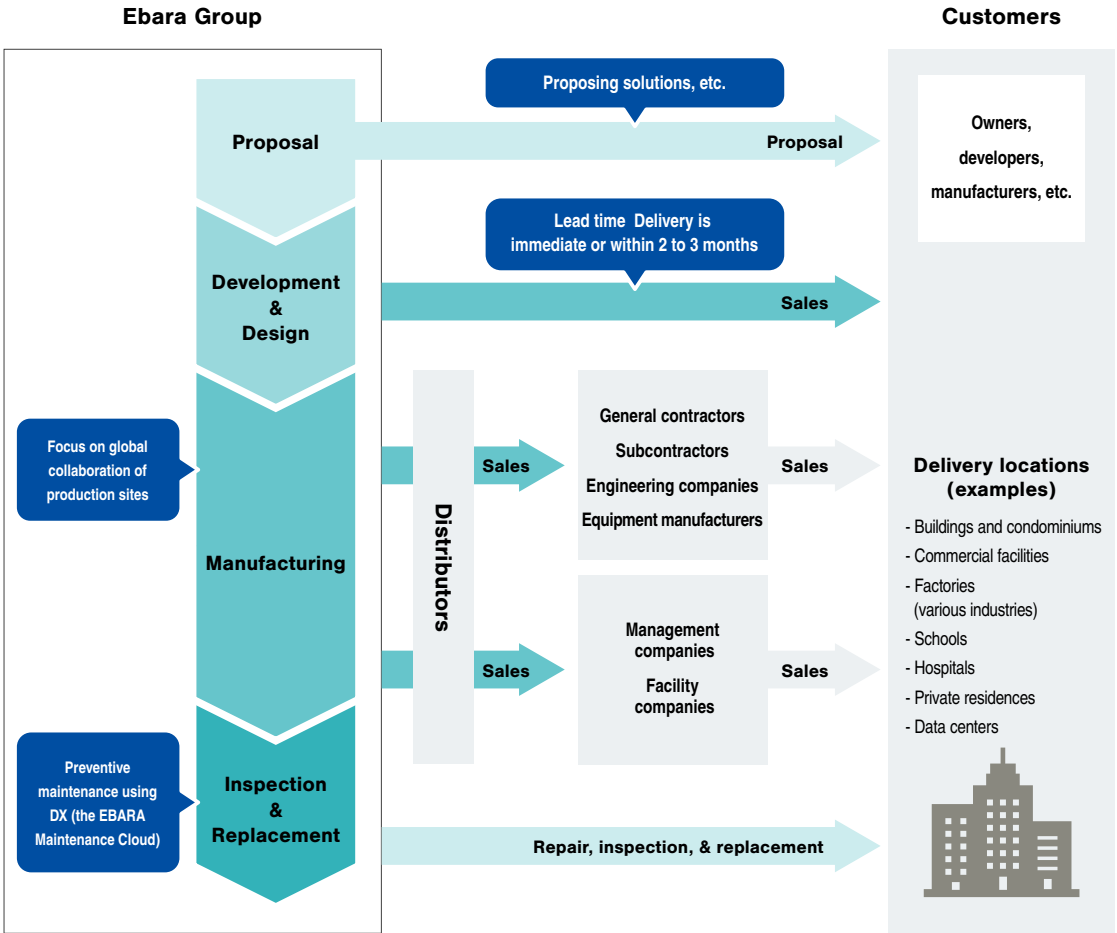 Ebara Group
Customers
Proposal
Proposing solutions, etc.
Proposal
Owners,
developers,
manufacturers, etc.
Development
&
Design
Lead time  Delivery is
immediate or within 2 to 3 months
Sales
Focus on global
collaboration of
production sites
Manufacturing
Distributors
Sales
General contractors
Subcontractors
Engineering companies
Equipment manufacturers
Sales
Sales
Management
companies
Facility
companies
Sales
Delivery locations
(examples)
- Buildings and condominiums
- Commercial facilities
- Factories
(various industries)
- Schools
- Hospitals
- Private residences
- Data centers
Preventive
maintenance using
DX (the EBARA
Maintenance Cloud)
Inspection
&
Replacement
Repair, inspection, & replacement